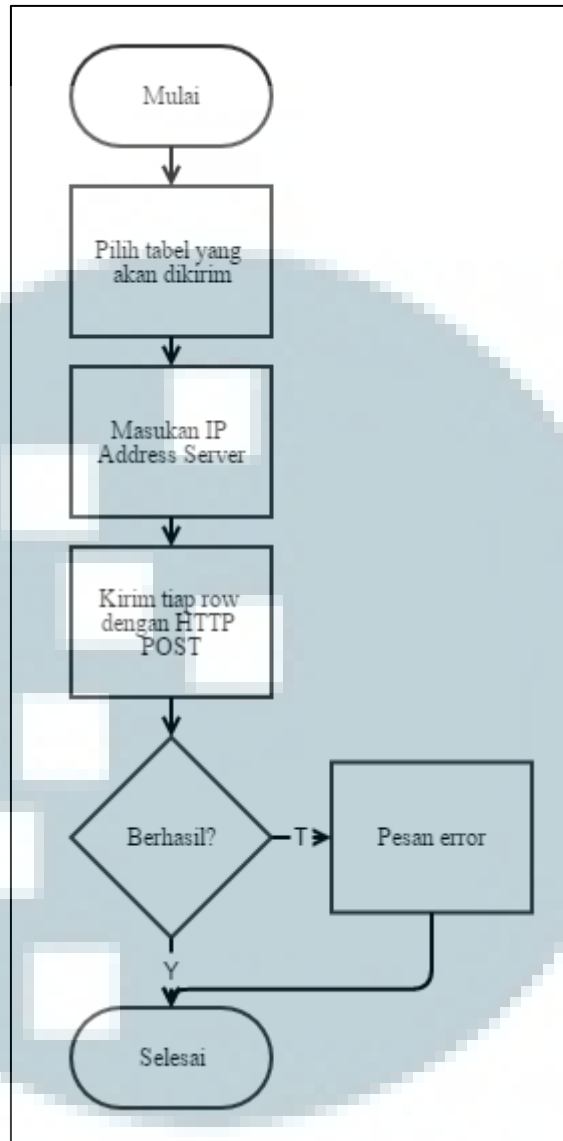 Mulai
Pilih tabel yang
akan dikirim
Masukan IP
Address Server
Kirim tiap row
dengan HTTP
POST
Berhasil?
T
Pesan error
Y
Selesai